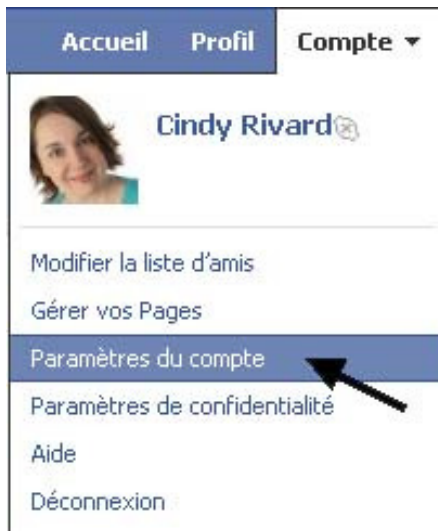 Accueil Profil Compte
Cindy Rivard
Modifier la liste d'amis
Gérer vos Pages
Paramètres du compte
Paramètres de confidentialité
Aide
Déconnexion